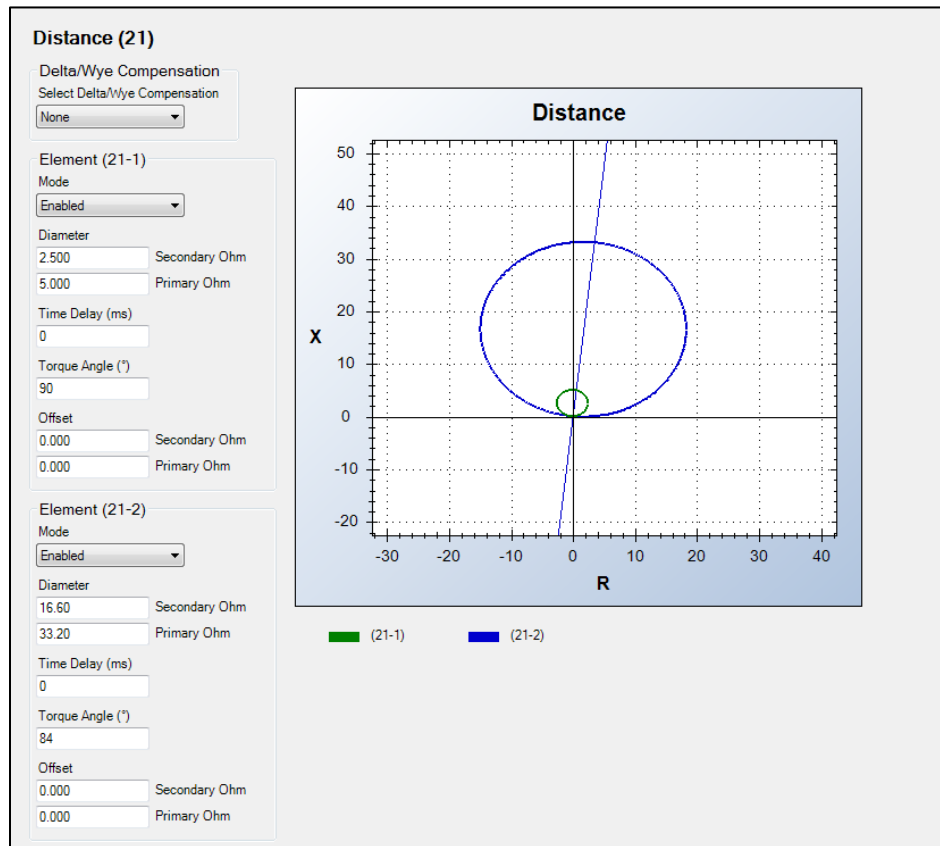 Distance (21)
Delta/Wye Compensation
Select Delta/Wye Compensation
None
Element (21-1)
Mode
Enabled
Diameter
2.500 Secondary Ohm
5.000 Primary Ohm
Time Delay (ms)
0
Torque Angle (°)
90
Offset
0.000 Secondary Ohm
0.000 Primary Ohm
Element (21-2)
Mode
Enabled
Diameter
16.60 Secondary Ohm
33.20 Primary Ohm
Time Delay (ms)
0
Torque Angle (°)
84
Offset
0.000 Secondary Ohm
0.000 Primary Ohm
Distance
50
40
30
20
X
10
0
-10
-20
-30 -20 -10 0 10 20 30 40
R
(21-1) (21-2)